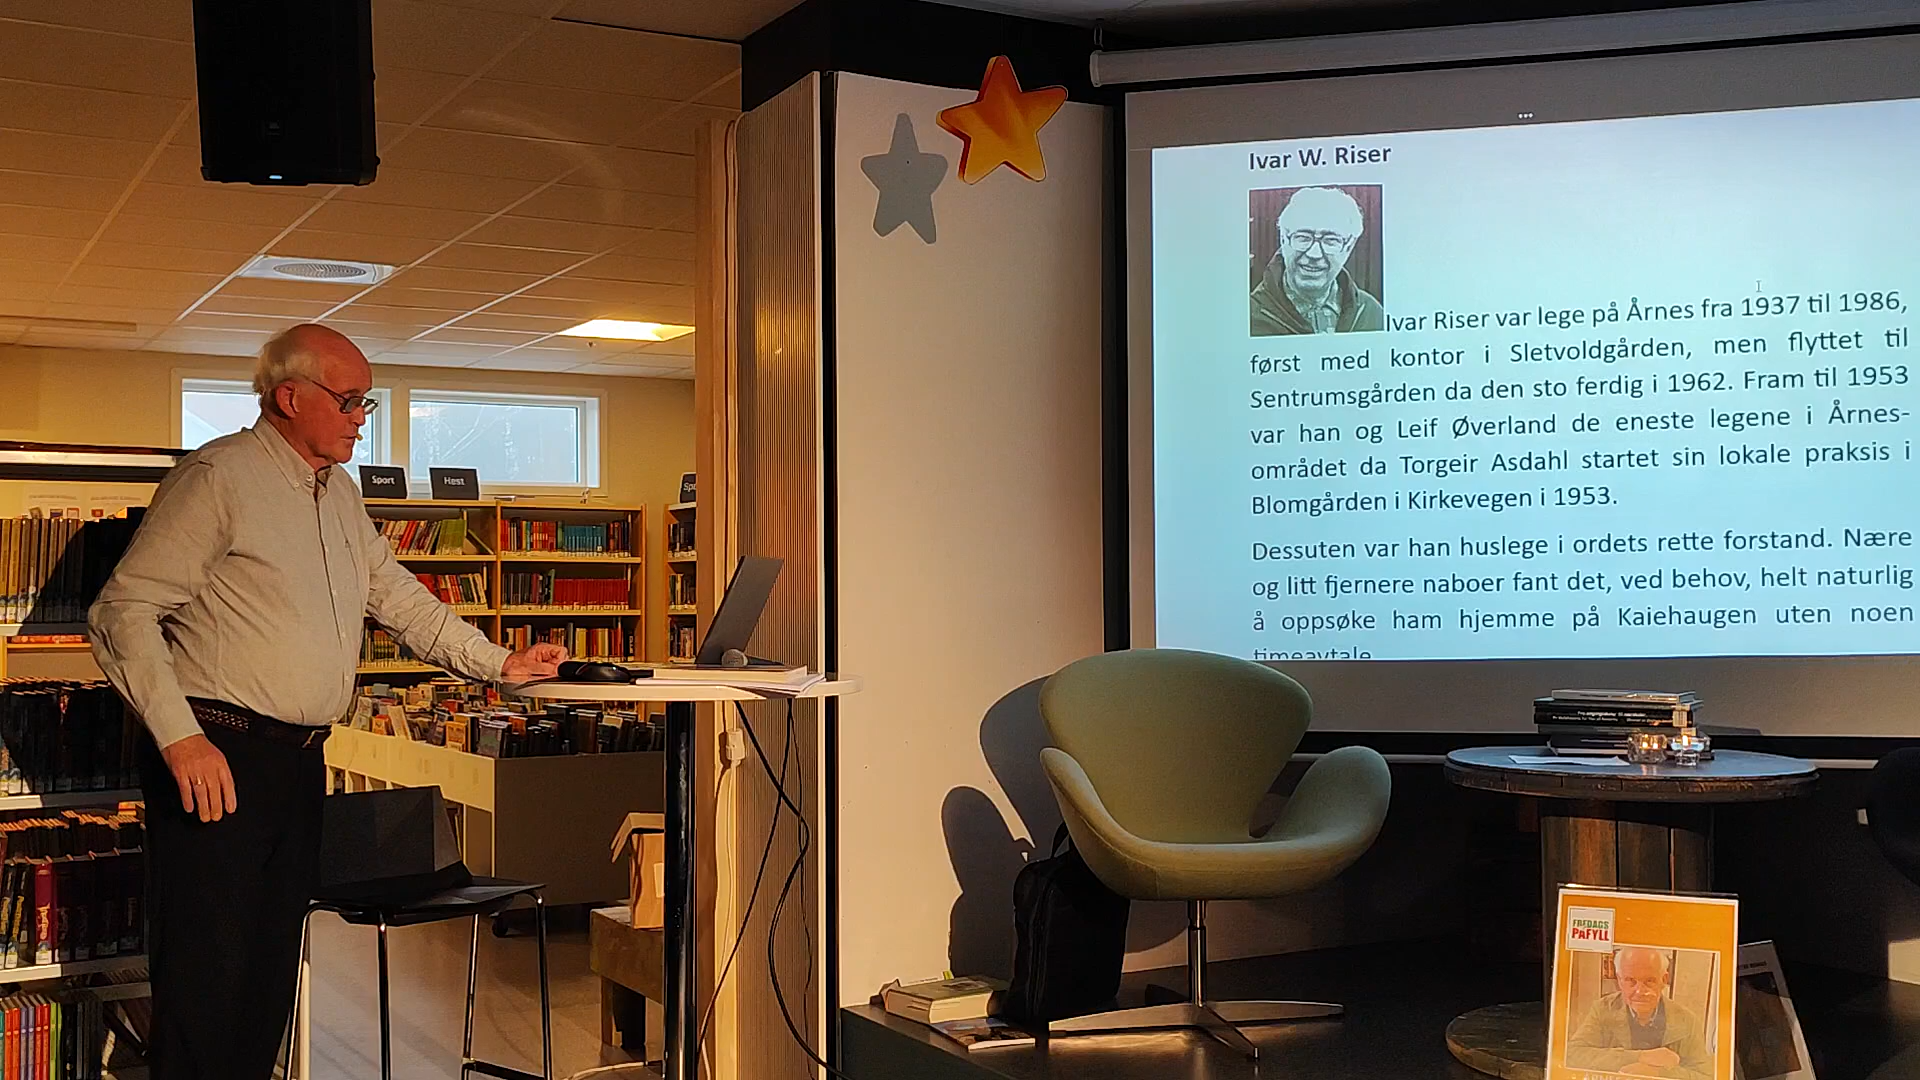 Ivar W. Riser
Ivar Riser var lege på Årnes fra 1937 til 1986,
først med kontor i Sletvoldgården, men flyttet til
Sentrumsgården da den sto ferdig i 1962. Fram til 1953
var han og Leif Øverland de eneste legene i Årnes-
området da Torgeir Asdahl startet sin lokale praksis i
Blomgården i Kirkevegen i 1953.
Dessuten var han huslege i ordets rette forstand. Nære
og litt fjernere naboer fant det, ved behov, helt naturlig
å oppsøke ham hjemme på Kaiehaugen uten noen
timeavtale
Sport
Hest
Sp
FREDAGS
PAFYLL